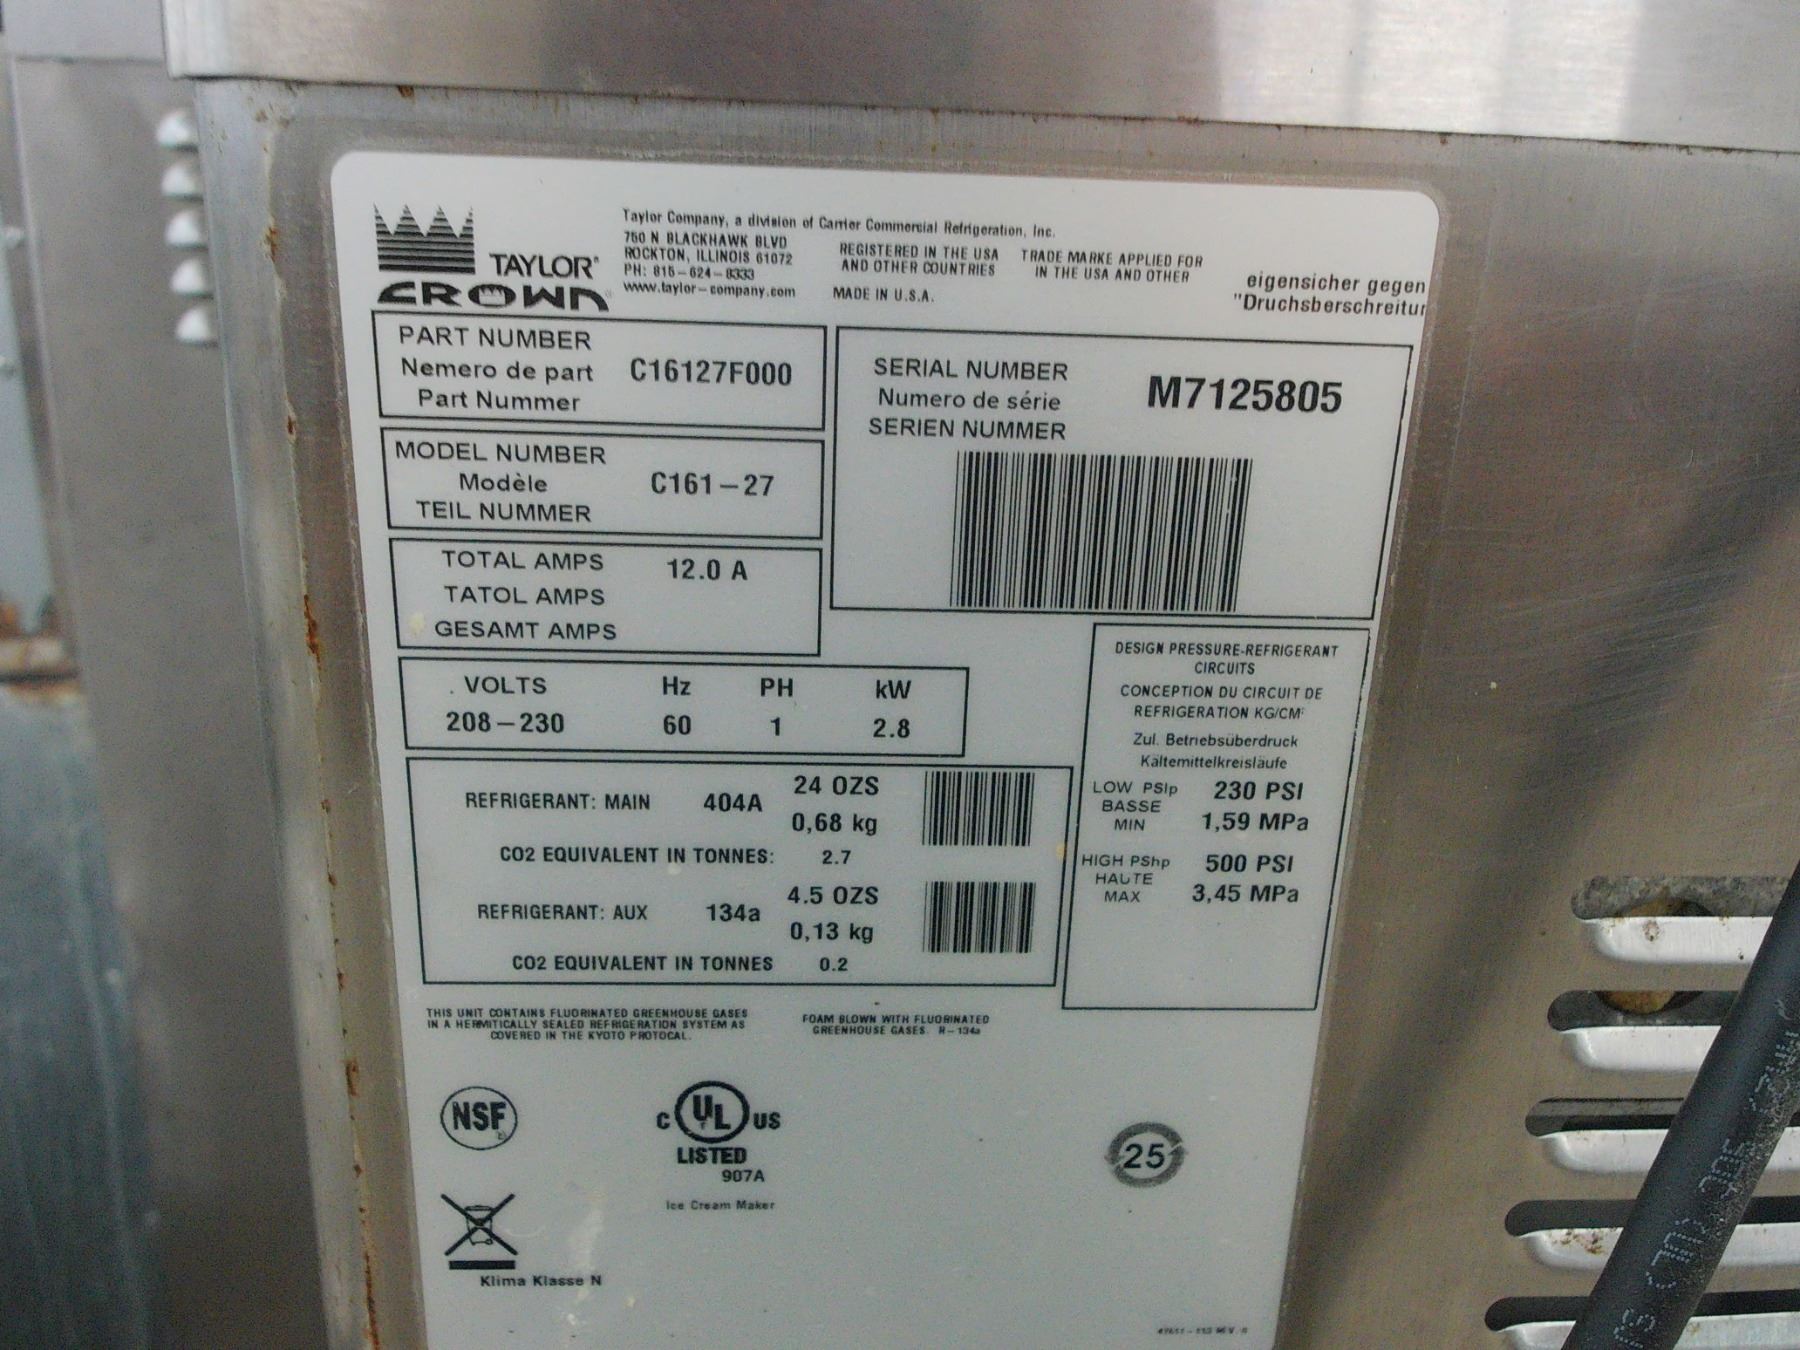 TAYLOR®
CROWN
Taylor Company, a division of Carrier Commercial Refrigeration, Inc.
750 N BLACKHAWK BLVD
ROCKTON, ILLINOIS 61072
PH: 815-624-8333
www.taylor-company.com
REGISTERED IN THE USA
AND OTHER COUNTRIES
MADE IN U.S.A.
TRADE MARKE APPLIED FOR
IN THE USA AND OTHER
eigensicher gegen
"Druchsberschreitur
PART NUMBER
Nemero de part C16127F000
Part Nummer
SERIAL NUMBER
Numero de série M7125805
SERIEN NUMMER
MODEL NUMBER
Modèle C161-27
TEIL NUMMER
TOTAL AMPS 12.0 A
TATOL AMPS
GESAMT AMPS
VOLTS Hz PH kW
208-230 60 1 2.8
DESIGN PRESSURE-REFRIGERANT
CIRCUITS
CONCEPTION DU CIRCUIT DE
REFRIGERATION KG/CM²
Zul. Betriebsüberdruck
Kältemittelkreisläufe
LOW PSIp 230 PSI
BASSE
MIN 1,59 MPa
HIGH PShp 500 PSI
HAUTE
MAX 3,45 MPa
REFRIGERANT: MAIN 404A 24 OZS
0,68 kg
CO2 EQUIVALENT IN TONNES: 2.7
REFRIGERANT: AUX 134a 4.5 OZS
0,13 kg
CO2 EQUIVALENT IN TONNES 0.2
THIS UNIT CONTAINS FLUORINATED GREENHOUSE GASES
IN A HERMITICALLY SEALED REFRIGERATION SYSTEM AS
COVERED IN THE KYOTO PROTOCAL.
FOAM BLOWN WITH FLUORINATED
GREENHOUSE GASES. R-134a
NSF
C UL US
LISTED
907A
Ice Cream Maker
25
Klima Klasse N